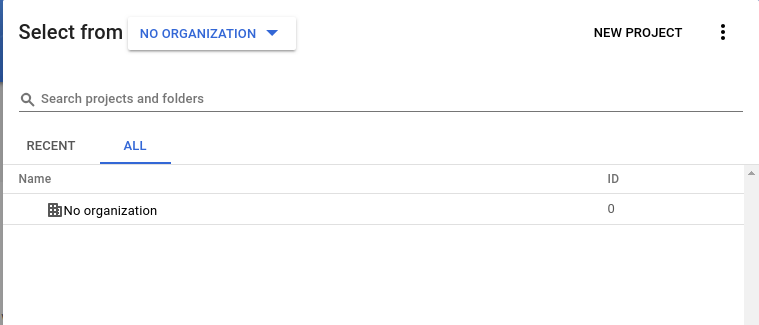 Select from NO ORGANIZATION NEW PROJECT
Search projects and folders
RECENT ALL
Name ID
No organization 0